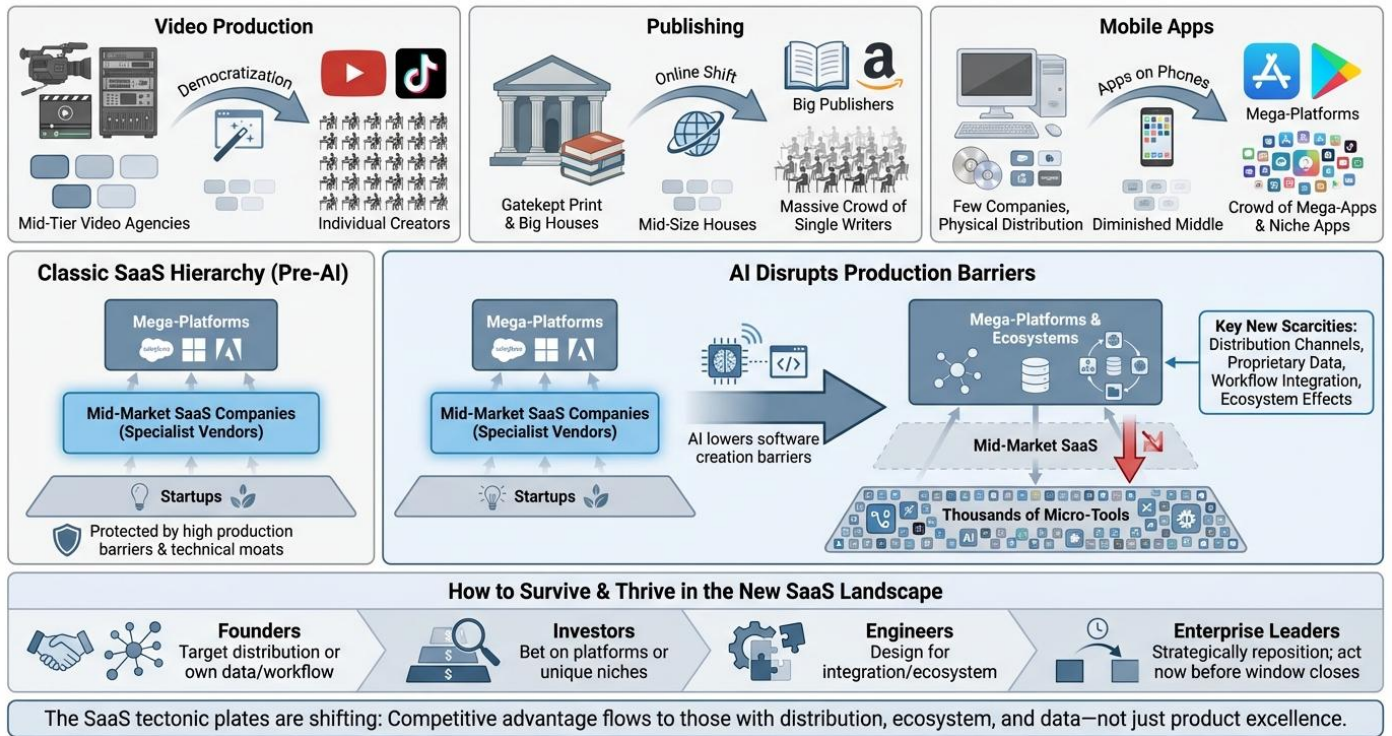 Video Production
Democratization
Mid-Tier Video Agencies
Individual Creators
Publishing
Online Shift
a
Big Publishers
Gatekept Print
& Big Houses
Mid-Size Houses
Massive Crowd of
Single Writers
Mobile Apps
Apps on Phcnes
Mega-Platforms
Few Companies,
Physical Distribution
Diminished Middle
Crowd of Mega-Apps
& Niche Apps
Classic SaaS Hierarchy (Pre-AI)
Mega-Platforms
Mid-Market SaaS Companies
(Specialist Vendors)
Startups
Protected by high production
barriers & technical moats
AI Disrupts Production Barriers
Mega-Platforms
Mid-Market SaaS Companies
(Specialist Vendors)
Startups
</>
AI lowers software
creation barriers
Mega-Platforms &
Ecosystems
Mid-Market SaaS
Thousands of Micro-Tools
AI
Key New Scarcities:
Distribution Channels,
Proprietary Data,
Workflow Integration,
Ecosystem Effects
How to Survive & Thrive in the New SaaS Landscape
Founders
Target distribution or
own data/workflow
$
$
$
Investors
Bet on platforms or
unique niches
Engineers
Design for
integration/ecosystem
Enterprise Leaders
Strategically reposition; act
now before window closes
The SaaS tectonic plates are shifting: Competitive advantage flows to those with distribution, ecosystem, and data—not just product excellence.